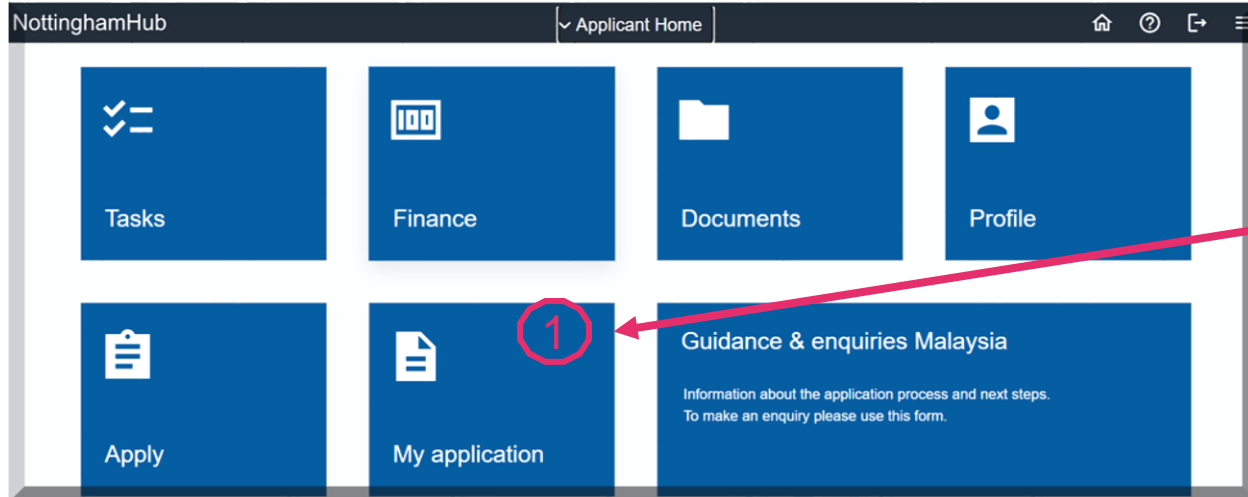 NottinghamHub
Applicant Home
Tasks
Finance
Documents
Profile
Apply
1
My application
Guidance & enquiries Malaysia
Information about the application process and next steps.
To make an enquiry please use this form.